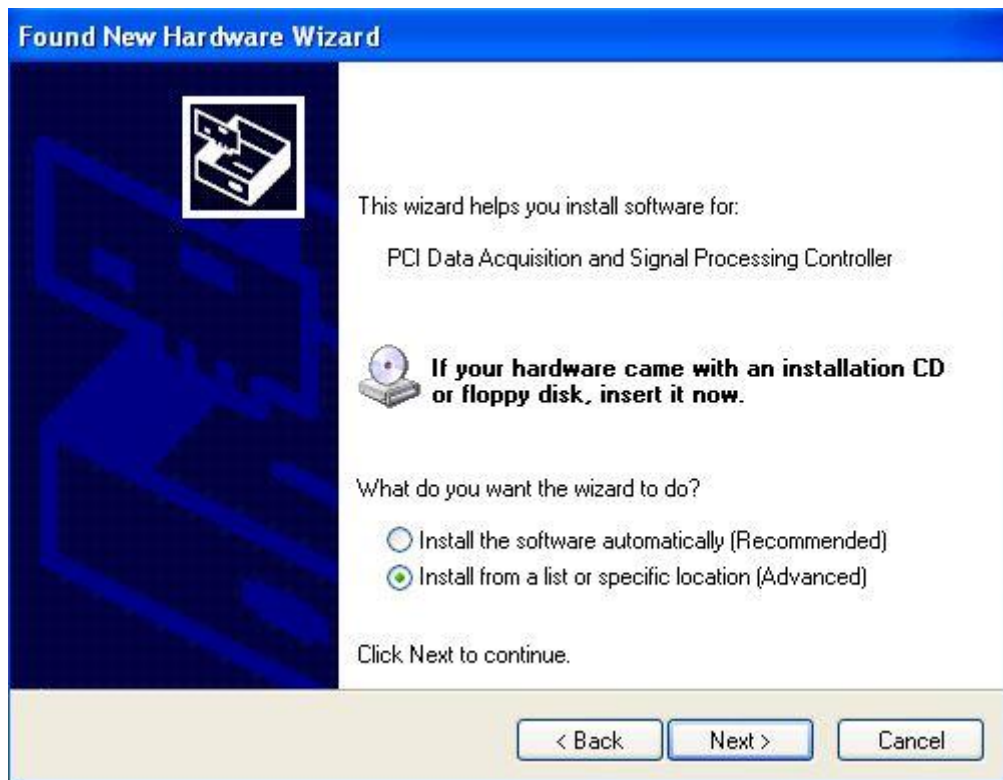 Found New Hardware Wizard
This wizard helps you install software for:
PCI Data Acquisition and Signal Processing Controller
If your hardware came with an installation CD
or floppy disk, insert it now.
What do you want the wizard to do?
Install the software automatically (Recommended)
Install from a list or specific location (Advanced)
Click Next to continue.
< Back Next > Cancel